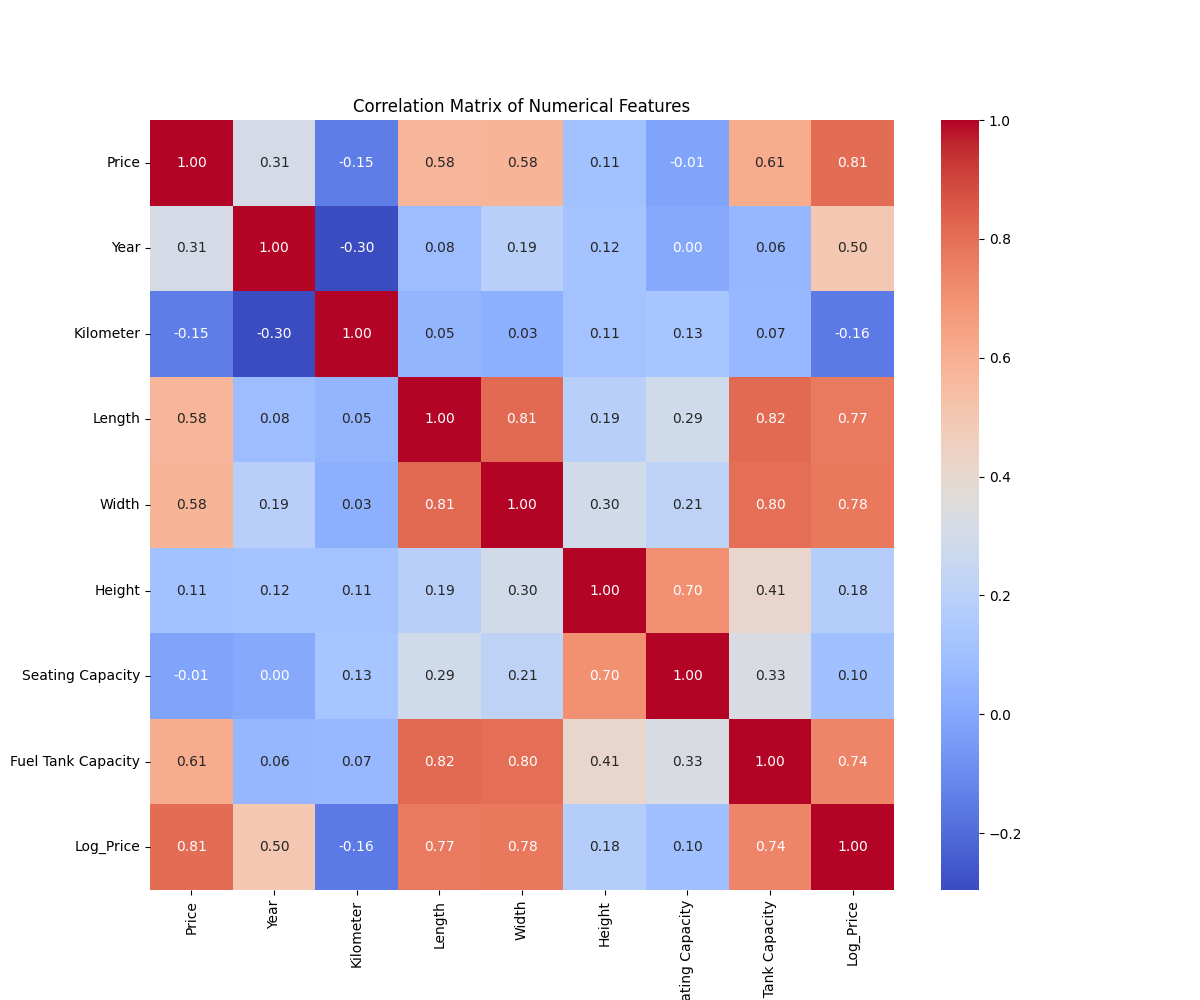 Correlation Matrix of Numerical Features
Price 1.00 0.31 -0.15 0.58 0.58 0.11 -0.01 0.61 0.81
Year 0.31 1.00 -0.30 0.08 0.19 0.12 0.00 0.06 0.50
Kilometer -0.15 -0.30 1.00 0.05 0.03 0.11 0.13 0.07 -0.16
Length 0.58 0.08 0.05 1.00 0.81 0.19 0.29 0.82 0.77
Width 0.58 0.19 0.03 0.81 1.00 0.30 0.21 0.80 0.78
Height 0.11 0.12 0.11 0.19 0.30 1.00 0.70 0.41 0.18
Seating Capacity -0.01 0.00 0.13 0.29 0.21 0.70 1.00 0.33 0.10
Fuel Tank Capacity 0.61 0.06 0.07 0.82 0.80 0.41 0.33 1.00 0.74
Log_Price 0.81 0.50 -0.16 0.77 0.78 0.18 0.10 0.74 1.00
Price
Year
Kilometer
Length
Width
Height
ating Capacity
Tank Capacity
Log_Price
1.0
0.8
0.6
0.4
0.2
0.0
−0.2